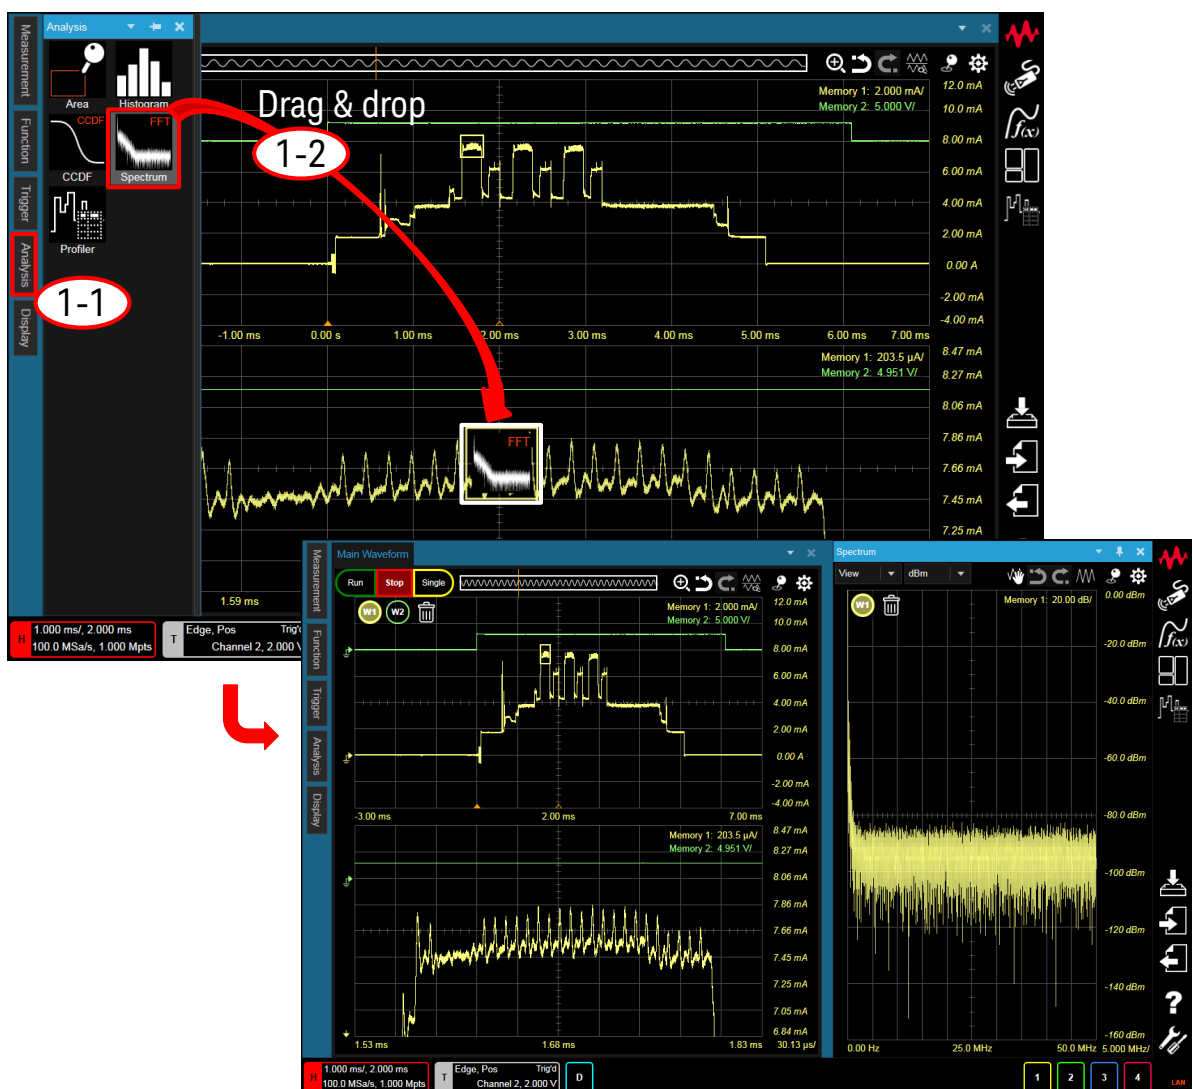 Measurement
Function
Trigger
Analysis
Display
Analysis
Area
Histogram
CCDF
CCDF
FFT
Spectrum
Profiler
1-1
Drag & drop
1-2
Memory 1: 2.000 mA/
Memory 2: 5.000 V/
12.0 mA
10.0 mA
8.00 mA
6.00 mA
4.00 mA
2.00 mA
0.00 A
-2.00 mA
-4.00 mA
-1.00 ms
0.00 s
1.00 ms
2.00 ms
3.00 ms
4.00 ms
5.00 ms
6.00 ms
7.00 ms
Memory 1: 203.5 µA/
Memory 2: 4.951 V/
8.47 mA
8.27 mA
8.06 mA
7.86 mA
7.66 mA
7.45 mA
7.25 mA
FFT
1.59 ms
f(x)
H
1.000 ms/, 2.000 ms
100.0 MSa/s, 1.000 Mpts
T
Edge, Pos
Trig'd
Channel 2, 2.000 V
Measurement
Function
Trigger
Analysis
Display
Main Waveform
Run
Stop
Single
W1
W2
Memory 1: 2.000 mA/
Memory 2: 5.000 V/
12.0 mA
10.0 mA
8.00 mA
6.00 mA
4.00 mA
2.00 mA
0.00 A
-2.00 mA
-4.00 mA
-3.00 ms
2.00 ms
7.00 ms
Memory 1: 203.5 µA/
Memory 2: 4.951 V/
8.47 mA
8.27 mA
8.06 mA
7.86 mA
7.66 mA
7.45 mA
7.25 mA
7.05 mA
6.84 mA
1.53 ms
1.68 ms
1.83 ms
30.13 µs/
Spectrum
View
dBm
W1
Memory 1: 20.00 dB/
0.00 dBm
-20.0 dBm
-40.0 dBm
-60.0 dBm
-80.0 dBm
-100 dBm
-120 dBm
-140 dBm
-160 dBm
0.00 Hz
25.0 MHz
50.0 MHz
5.000 MHz/
f(x)
?
H
1.000 ms/, 2.000 ms
100.0 MSa/s, 1.000 Mpts
T
Edge, Pos
Trig'd
Channel 2, 2.000 V
D
1
2
3
4
LAN